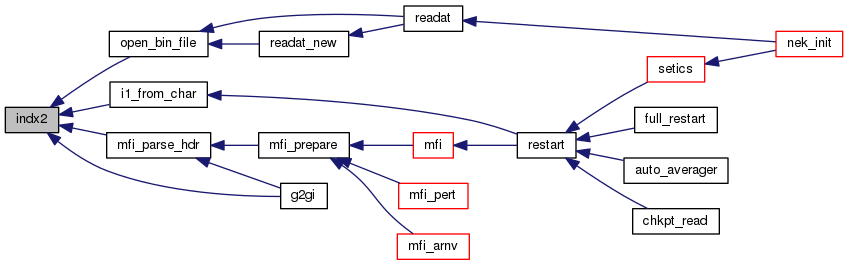 indx2
open_bin_file
readat
readat_new
nek_init
i1_from_char
setics
full_restart
mfi_parse_hdr
mfi_prepare
mfi
restart
auto_averager
g2gi
mfi_pert
chkpt_read
mfi_arnv